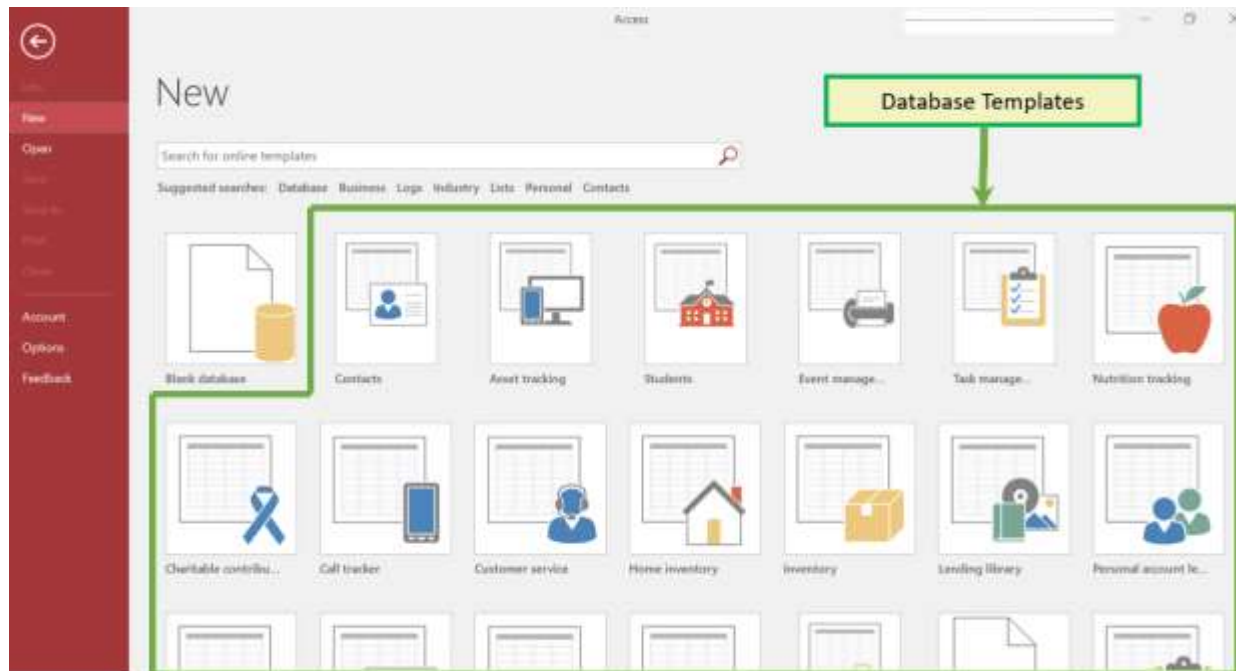 Access
New
Database Templates
New
Open
Search for online templates
Suggested searches: Database Business Logs Industry Lists Personal Contacts
Account
Options
Feedback
Blank database
Contacts
Asset tracking
Students
Event manage...
Task manage...
Nutrition tracking
Charitable contribu...
Call tracker
Customer service
Home inventory
Inventory
Lending library
Personal account le...